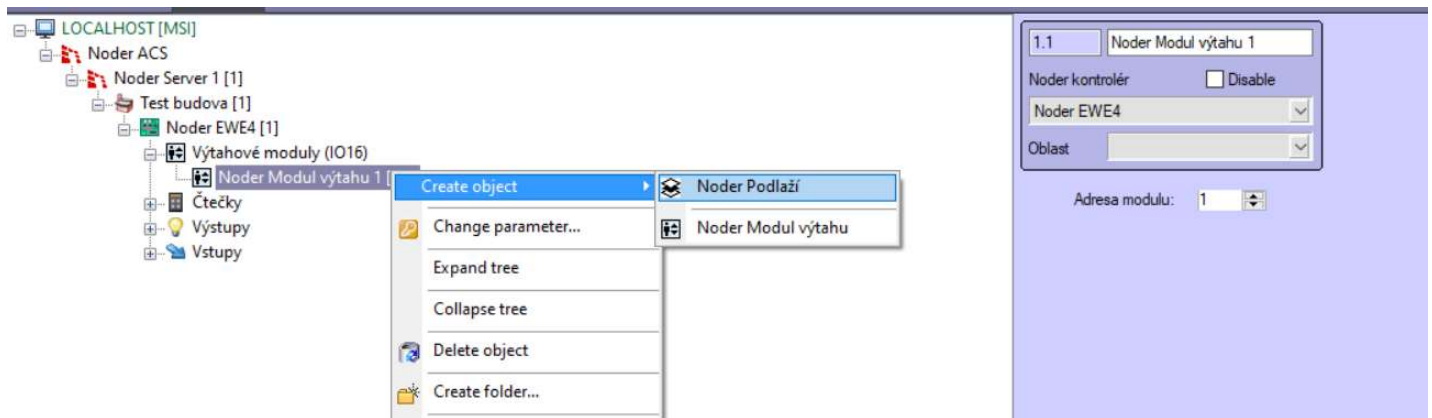 LOCALHOST [MSI]
Noder ACS
Noder Server 1 [1]
Test budova [1]
Noder EWE4 [1]
Výtahové moduly (IO16)
Noder Modul výtahu 1 [
Čtečky
Výstupy
Vstupy
Create object
Change parameter...
Expand tree
Collapse tree
Delete object
Create folder...
Noder Podlaží
Noder Modul výtahu
1.1 Noder Modul výtahu 1
Noder kontrolér Disable
Noder EWE4
Oblast
Adresa modulu: 1